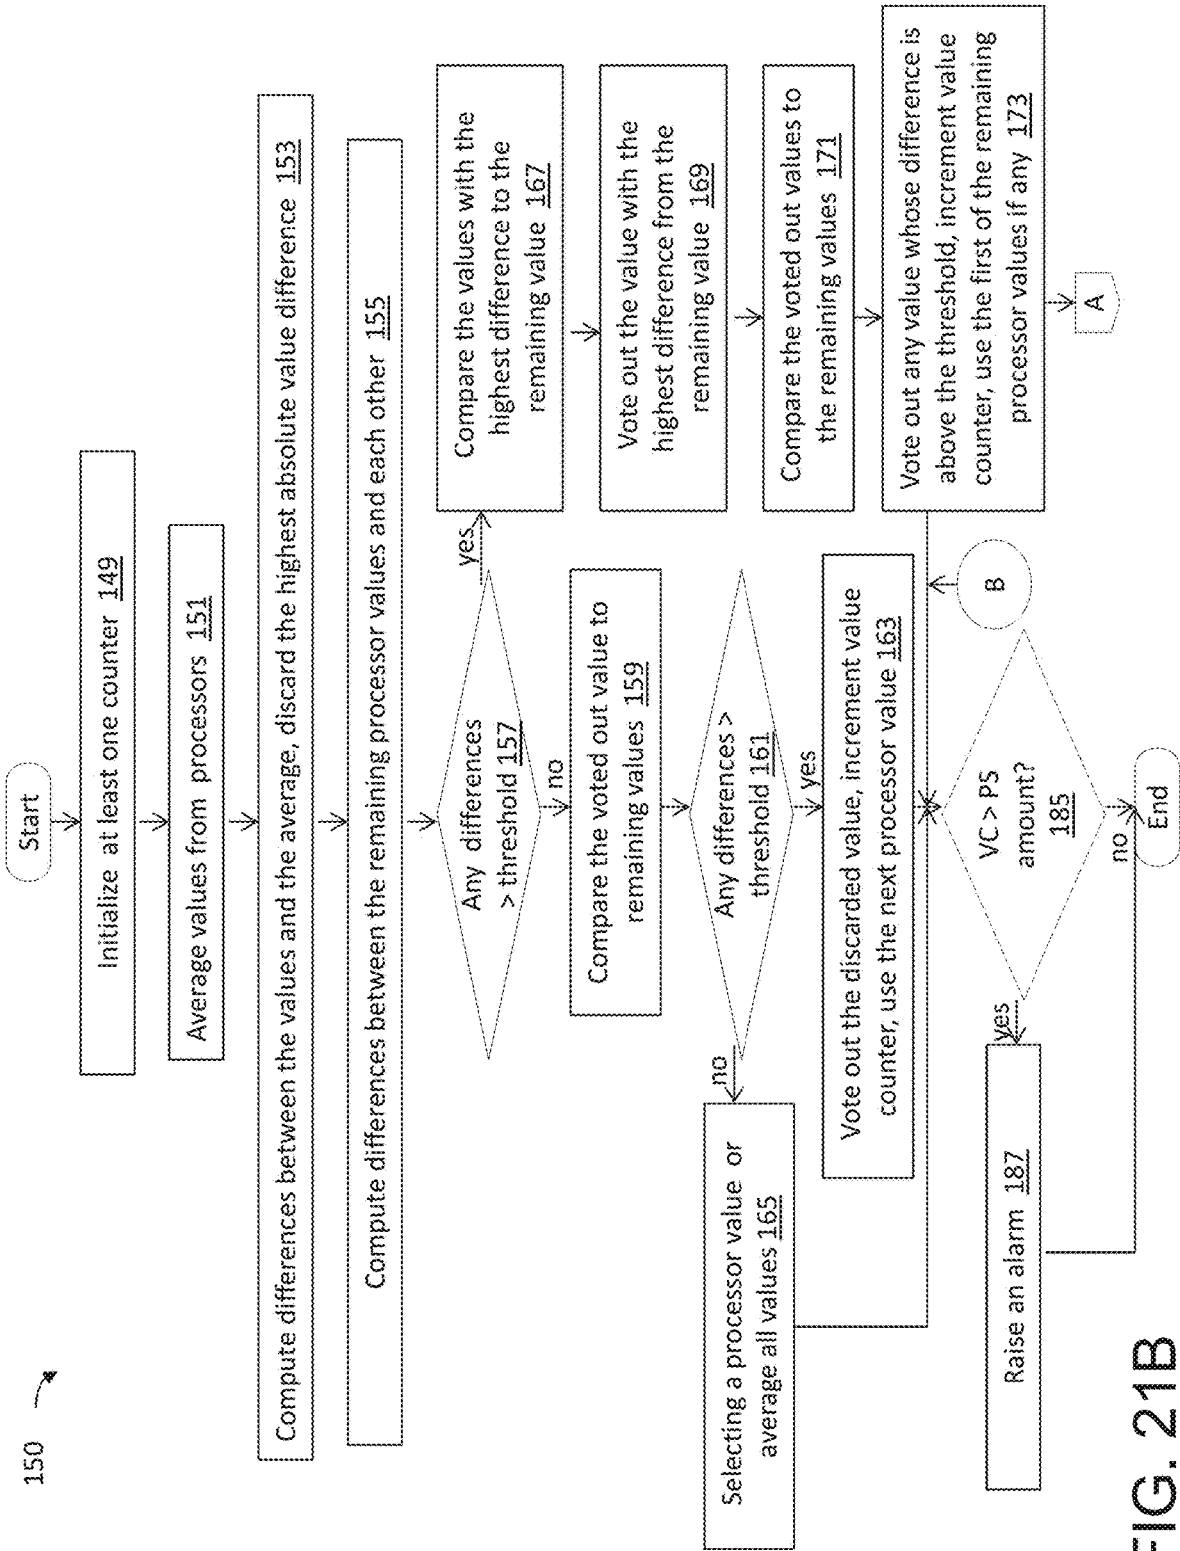 150
Start
Initialize at least one counter 149
Average values from processors 151
Compute differences between the values and the average, discard the highest absolute value difference 153
Compute differences between the remaining processor values and each other 155
Any differences
> threshold 157
yes
no
Compare the values with the
highest difference to the
remaining value 167
Vote out the value with the
highest difference from the
remaining value 169
Compare the voted out values to
the remaining values 171
Vote out any value whose difference is
above the threshold, increment value
counter, use the first of the remaining
processor values if any 173
A
Compare the voted out value to
remaining values 159
Any differences >
threshold 161
no
yes
Selecting a processor value or
average all values 165
Vote out the discarded value, increment value
counter, use the next processor value 163
B
VC > PS
amount?
185
yes
no
Raise an alarm 187
End
FIG. 21B